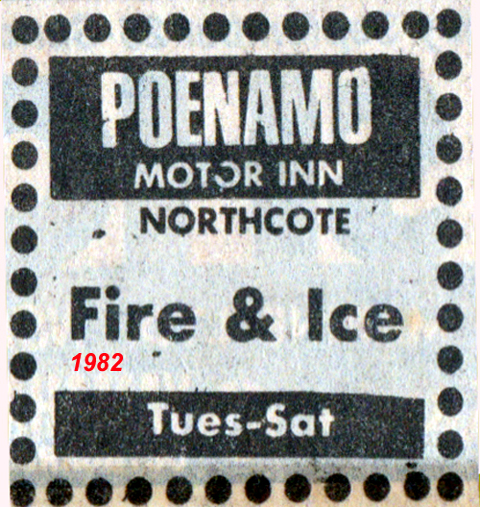 POENAMO
MOTOR INN
NORTHCOTE
Fire & Ice
1982
Tues-Sat